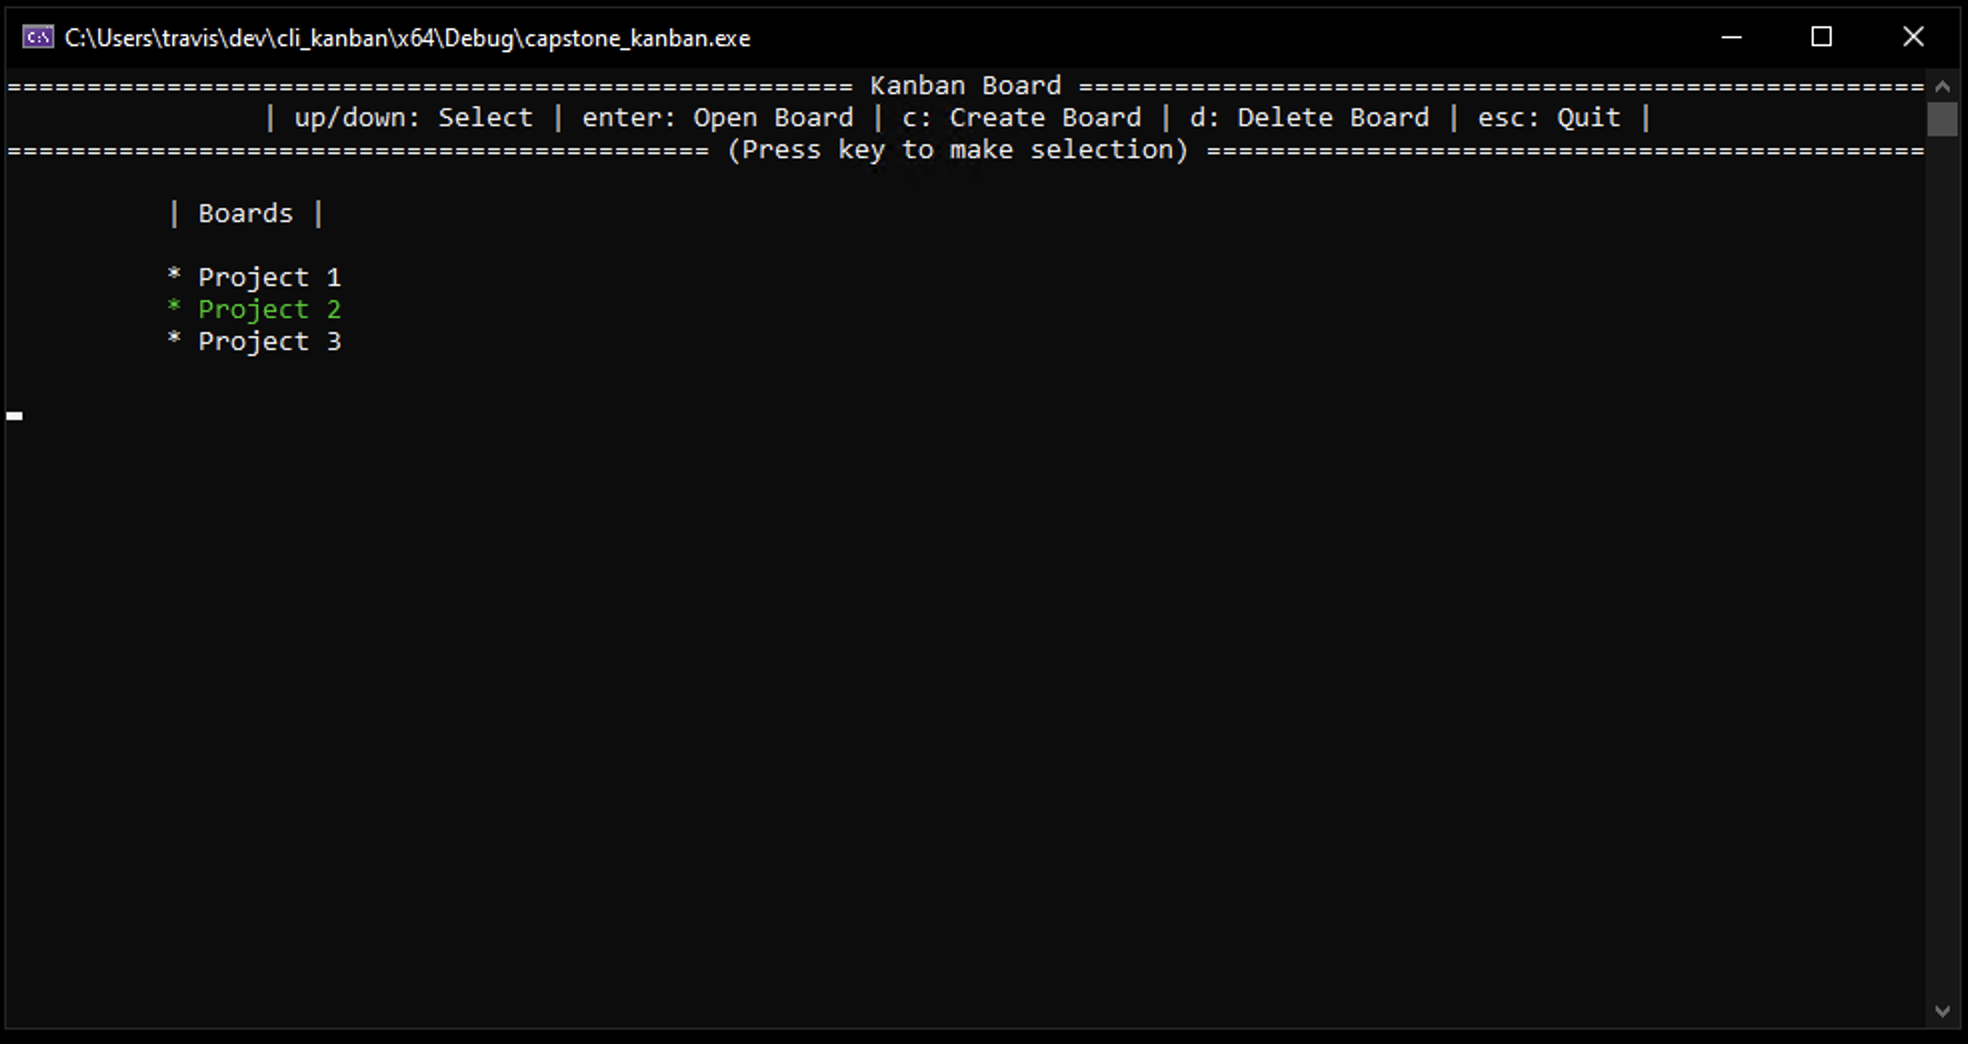 C:\Users\travis\dev\cli_kanban\x64\Debug\capstone_kanban.exe
===================================================== Kanban Board =====================================================
| up/down: Select | enter: Open Board | c: Create Board | d: Delete Board | esc: Quit |
============================================ (Press key to make selection) =============================================
| Boards |
* Project 1
* Project 2
* Project 3